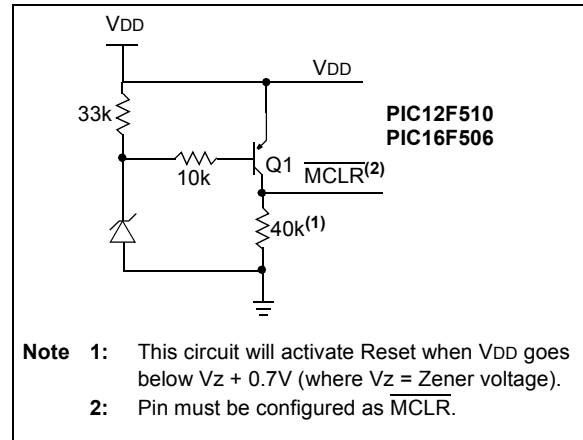 VDD
VDD
33k
PIC12F510
PIC16F506
Q1
MCLR(2)
10k
40k(1)
Note 1: This circuit will activate Reset when VDD goes
below Vz + 0.7V (where Vz = Zener voltage).
2: Pin must be configured as MCLR.